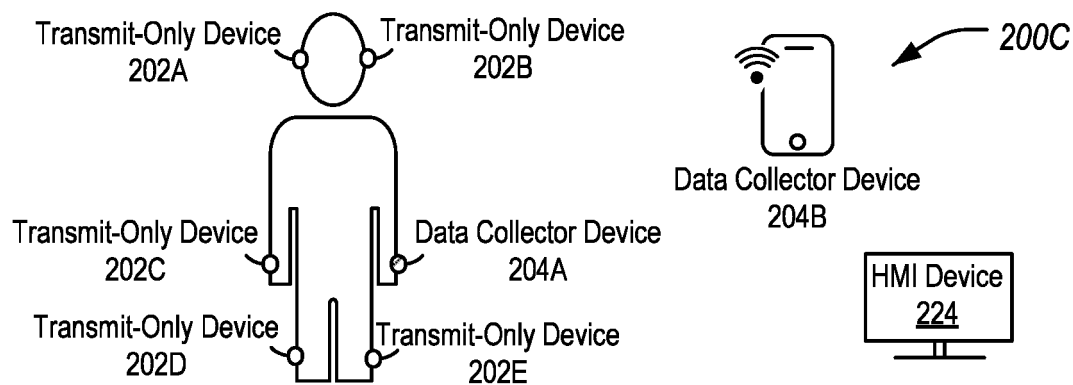 Transmit-Only Device
202A
Transmit-Only Device
202B
200C
Data Collector Device
204B
Transmit-Only Device
202C
Data Collector Device
204A
HMI Device
224
Transmit-Only Device
202D
Transmit-Only Device
202E